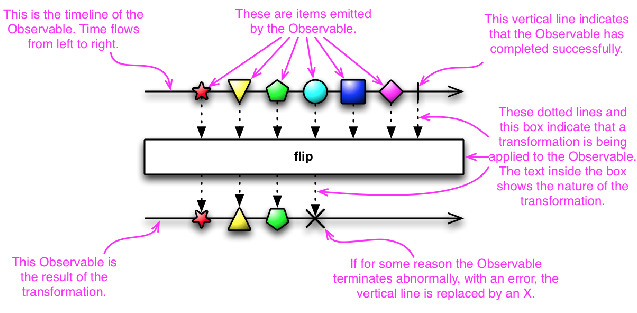 This is the timeline of the
Observable. Time flows
from left to right.
These are items emitted
by the Observable.
This vertical line indicates
that the Observable has
completed successfully.
These dotted lines and
this box indicate that a
transformation is being
applied to the Observable.
The text inside the box
shows the nature of the
transformation.
flip
This Observable is
the result of the
transformation.
If for some reason the Observable
terminates abnormally, with an error, the
vertical line is replaced by an X.